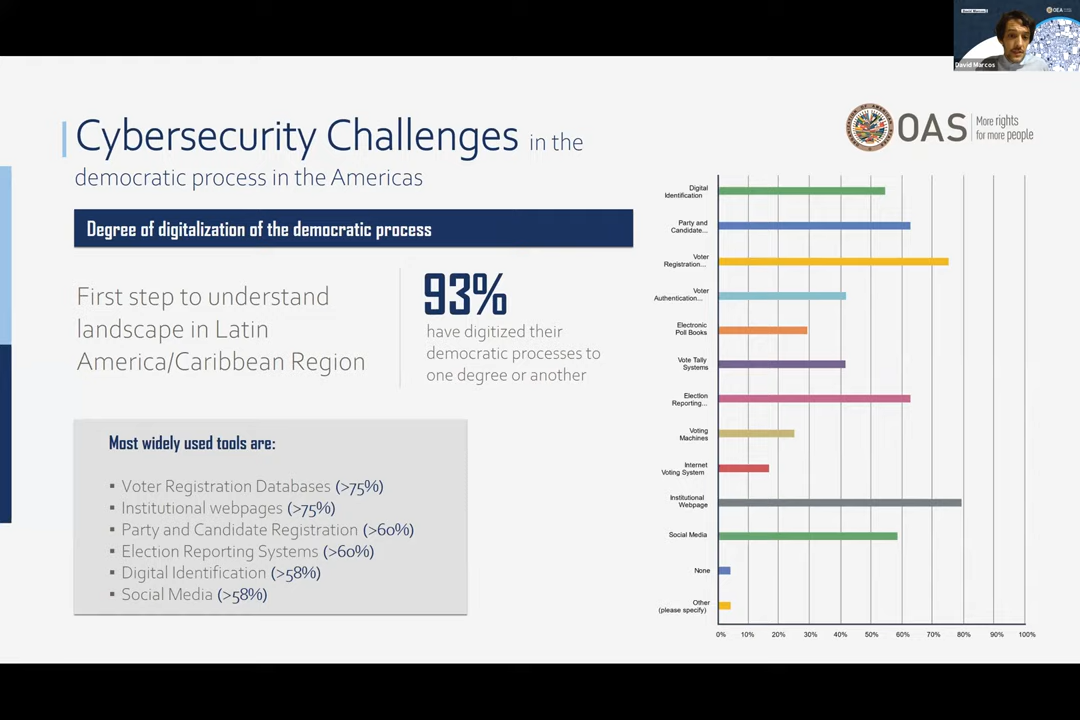 David Marcos
OEA
David Marcos
Cybersecurity Challenges in the
democratic process in the Americas
OAS
More rights
for more people
Degree of digitalization of the democratic process
First step to understand
landscape in Latin
America/Caribbean Region
93%
have digitized their
democratic processes to
one degree or another
Most widely used tools are:
▪ Voter Registration Databases (>75%)
▪ Institutional webpages (>75%)
▪ Party and Candidate Registration (>60%)
▪ Election Reporting Systems (>60%)
▪ Digital Identification (>58%)
▪ Social Media (>58%)
Digital
Identification
Party and
Candidate...
Voter
Registration...
Voter
Authentication...
Electronic
Poll Books
Vote Tally
Systems
Election
Reporting...
Voting
Machines
Internet
Voting System
Institutional
Webpage
Social Media
None
Other
(please specify)
0% 10% 20% 30% 40% 50% 60% 70% 80% 90% 100%